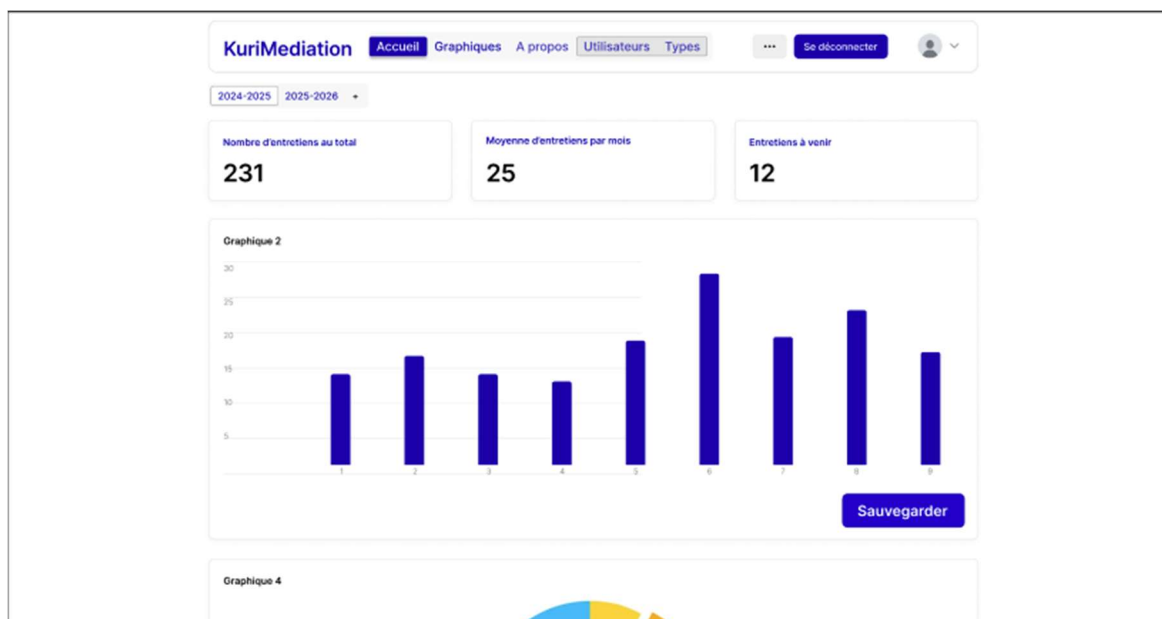 KuriMediation Accueil Graphiques A propos Utilisateurs Types ••• Se déconnecter
2024-2025 2025-2026 +
Nombre d'entretiens au total Moyenne d'entretiens par mois Entretiens à venir
231 25 12
Graphique 2
30
25
20
15
10
5
1 2 3 4 5 6 7 8 9
Sauvegarder
Graphique 4